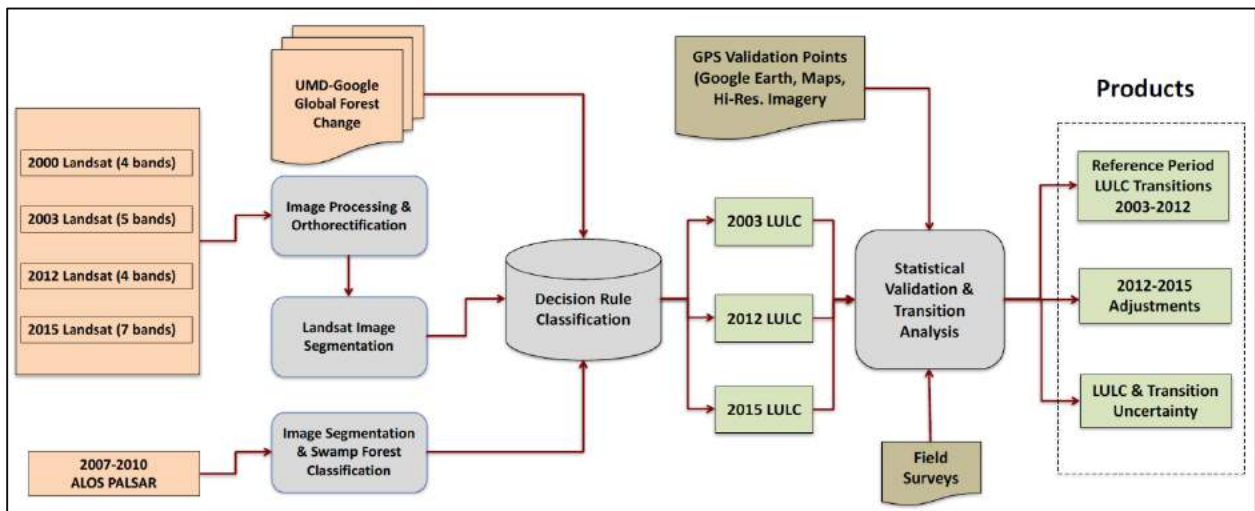 UMD-Google
Global Forest
Change
2000 Landsat (4 bands)
2003 Landsat (5 bands)
2012 Landsat (4 bands)
2015 Landsat (7 bands)
2007-2010
ALOS PALSAR
Image Processing &
Orthorectification
Landsat Image
Segmentation
Image Segmentation
& Swamp Forest
Classification
Decision Rule
Classification
GPS Validation Points
(Google Earth, Maps,
Hi-Res. Imagery
2003 LULC
2012 LULC
2015 LULC
Statistical
Validation &
Transition
Analysis
Field
Surveys
Products
Reference Period
LULC Transitions
2003-2012
2012-2015
Adjustments
LULC & Transition
Uncertainty